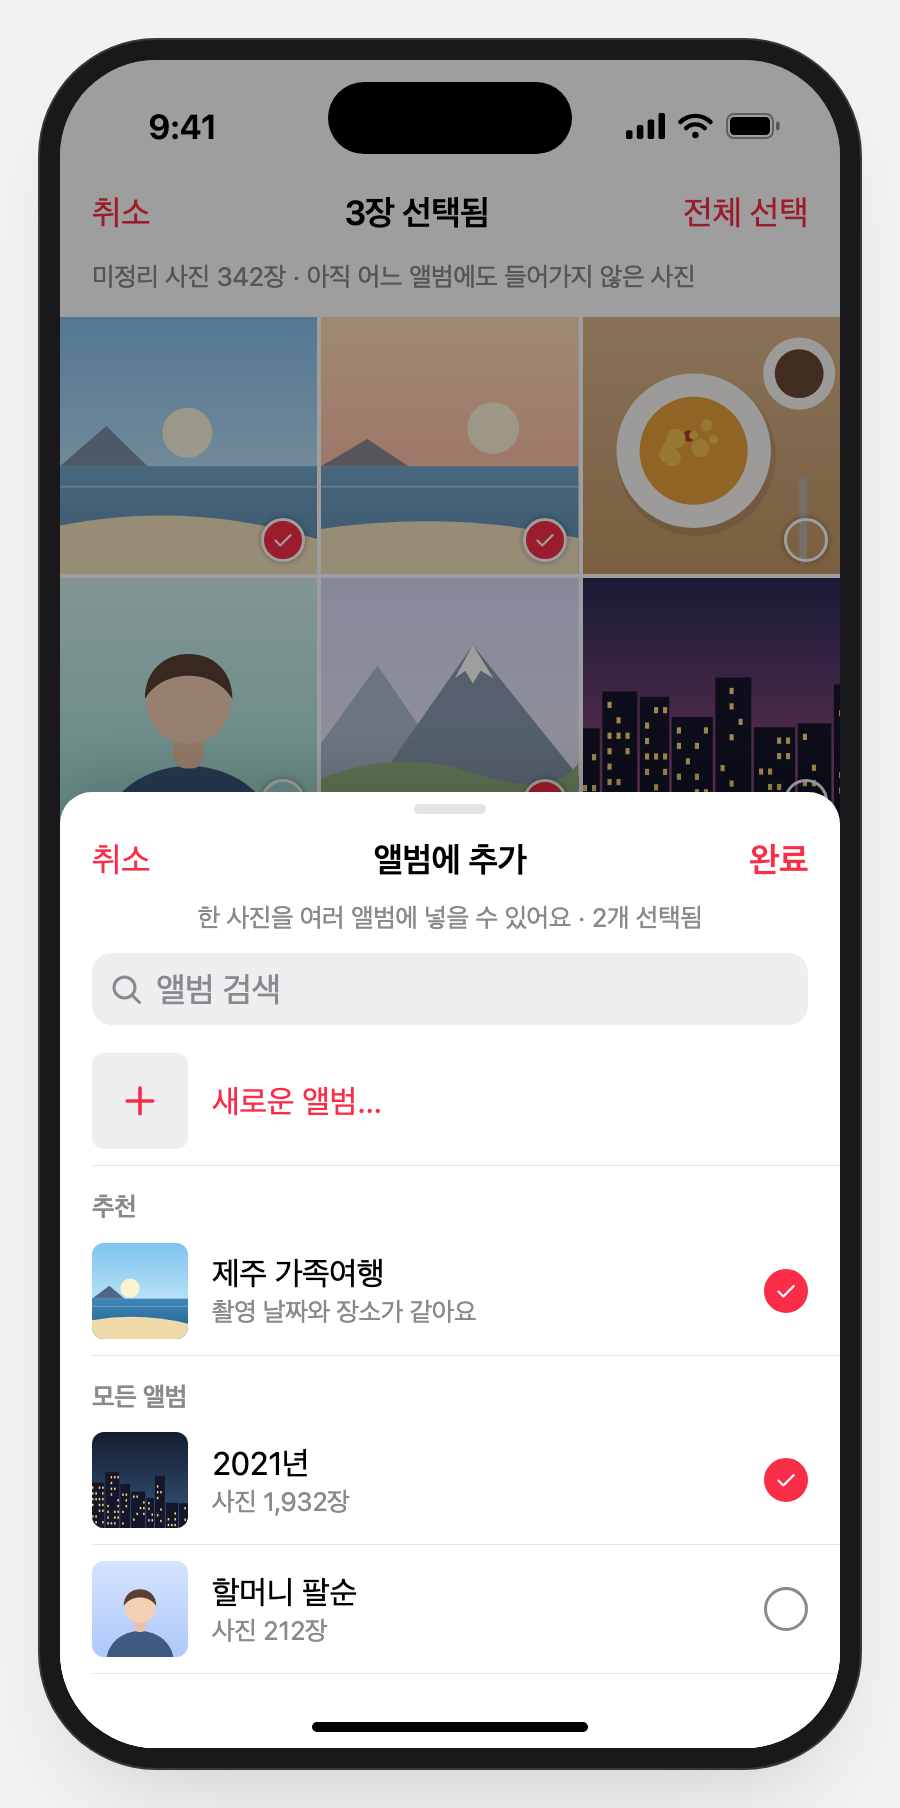 9:41
취소
3장 선택됨
전체 선택
미정리 사진 342장 · 아직 어느 앨범에도 들어가지 않은 사진
취소
앨범에 추가
완료
한 사진을 여러 앨범에 넣을 수 있어요 · 2개 선택됨
앨범 검색
새로운 앨범...
추천
제주 가족여행
촬영 날짜와 장소가 같아요
모든 앨범
2021년
사진 1,932장
할머니 팔순
사진 212장